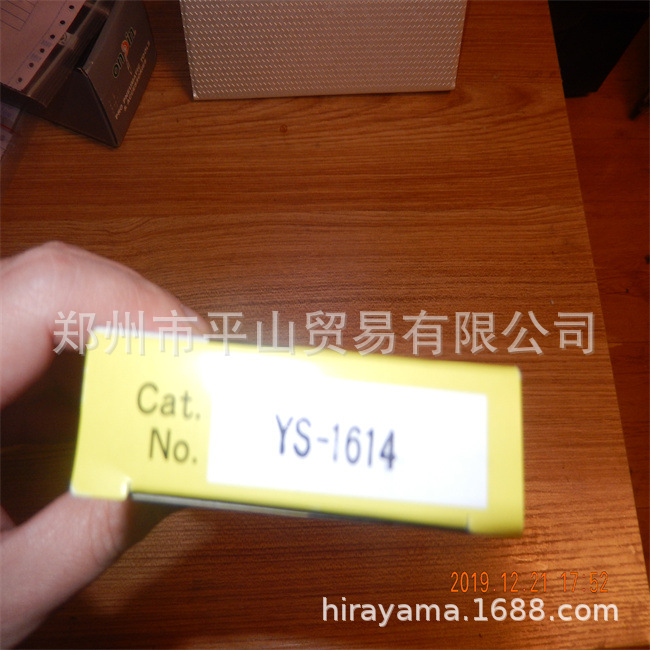 郑州市平山贸易有限公司
Cat.
No.
YS-1614
2019.12.21 17:52
hirayama.1688.com